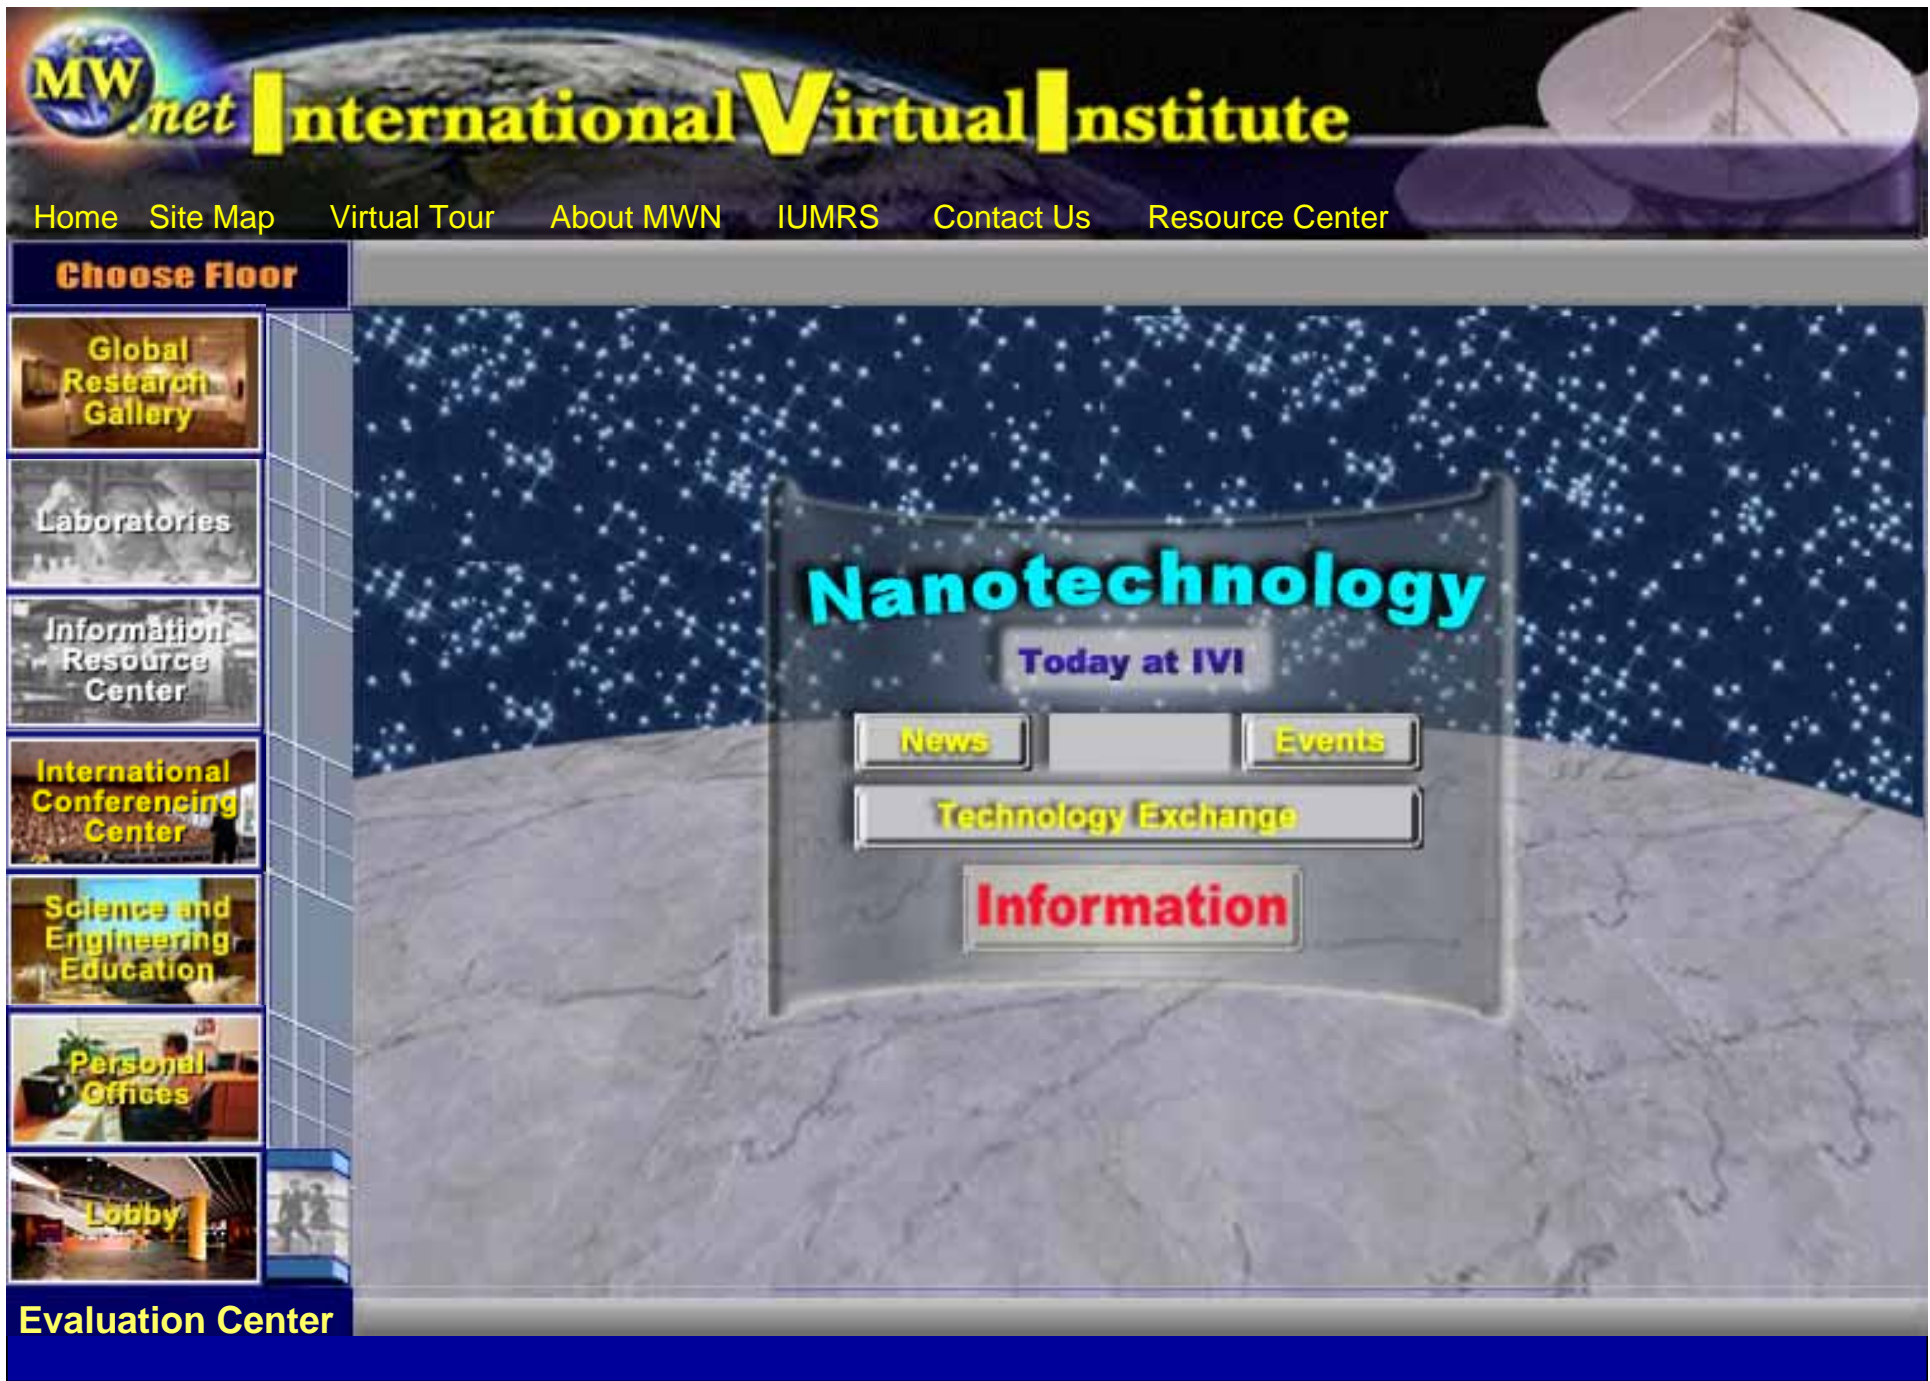 MW.net International Virtual Institute
Home Site Map Virtual Tour About MWN IUMRS Contact Us Resource Center
Choose Floor
Global
Research
Gallery
Laboratories
Information
Resource
Center
International
Conferencing
Center
Science and
Engineering
Education
Personal
Offices
Lobby
Evaluation Center
Nanotechnology
Today at IVI
News Events
Technology Exchange
Information